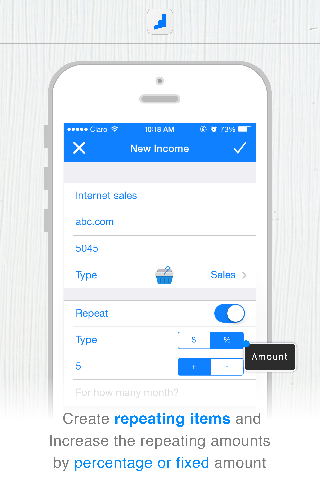 Claro 10:18 AM 73%
New Income
Internet sales
abc.com
5045
Type Sales
Repeat
Type $ %
Amount
5 + -
For how many month?
Create repeating items and
Increase the repeating amounts
by percentage or fixed amount